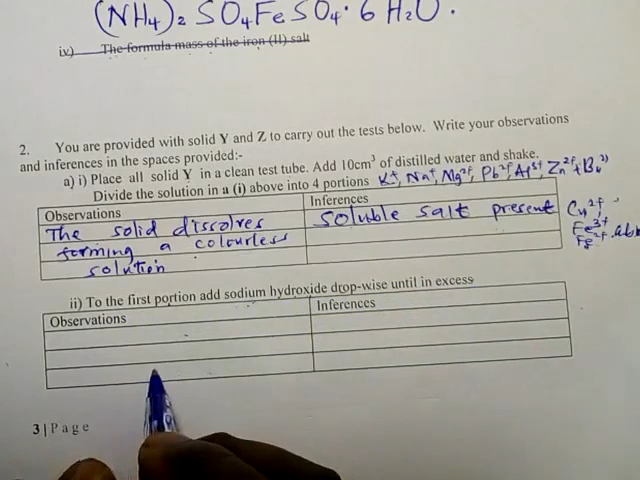 (NH4)2 SO4FeSO4·6 H2O.
iv) The formula mass of the iron (II) salt
2. You are provided with solid Y and Z to carry out the tests below. Write your observations
and inferences in the spaces provided:-
a) i) Place all solid Y in a clean test tube. Add 10cm³ of distilled water and shake.
Divide the solution in a (i) above into 4 portions K+, Na+, Mg2+, Pb2+, Al3+, Zn2+
Observations Inferences
The solid dissolves soluble salt present Cu2+,
forming a colourless Fe3+
solution Fe2+
ii) To the first portion add sodium hydroxide drop-wise until in excess
Observations Inferences
3 | Page